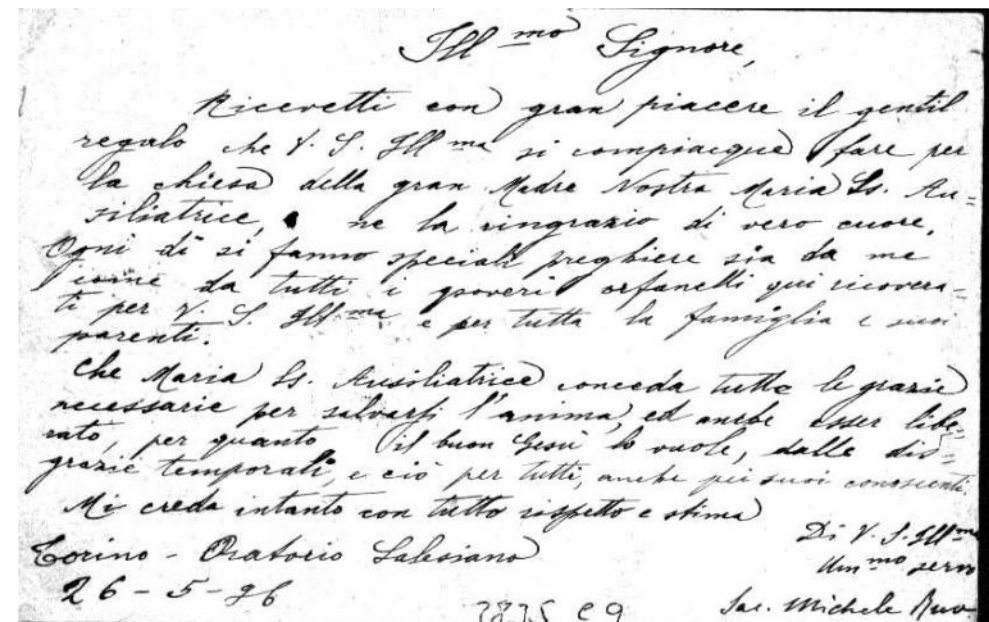 Ill mo Signore,
Ricevetti con gran piacere il gentil
regalo che V. S. Ill ma si compiacque fare per
la chiesa della gran Madre Nostra Maria Ss. Au=
siliatrice, ne la ringrazio di vero cuore.
Ogni dì si fanno speciali preghiere sia da me
come da tutti i poveri orfanelli qui ricovera-
ti per V. S. Ill ma e per tutta la famiglia e suoi
parenti.
Che Maria Ss. Ausiliatrice conceda tutte le grazie
necessarie per salvarsi l'anima, ed anche esser libe=
rato, per quanto il buon Gesù lo vuole, dalle dis=
grazie temporali, e ciò per tutti, anche pei suoi conoscenti.
Mi creda intanto con tutto rispetto e stima
Di V. S. Ill ma
Torino - Oratorio Salesiano
Um mo servo
26-5-96
Sac. Michele Rua